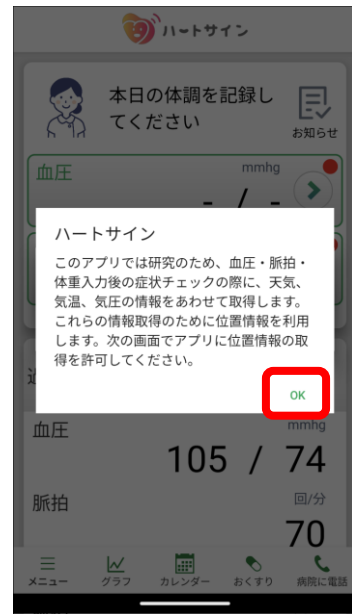 ハートサイン
本日の体調を記録し
てください
お知らせ
血圧
mmhg
- / -
ハートサイン
このアプリでは研究のため、血圧・脈拍・
体重入力後の症状チェックの際に、天気、
気温、気圧の情報をあわせて取得します。
これらの情報取得のために位置情報を利用
します。次の画面でアプリに位置情報の取
得を許可してください。
OK
血圧
mmhg
105 / 74
脈拍
回/分
70
メニュー
グラフ
カレンダー
おくすり
病院に電話